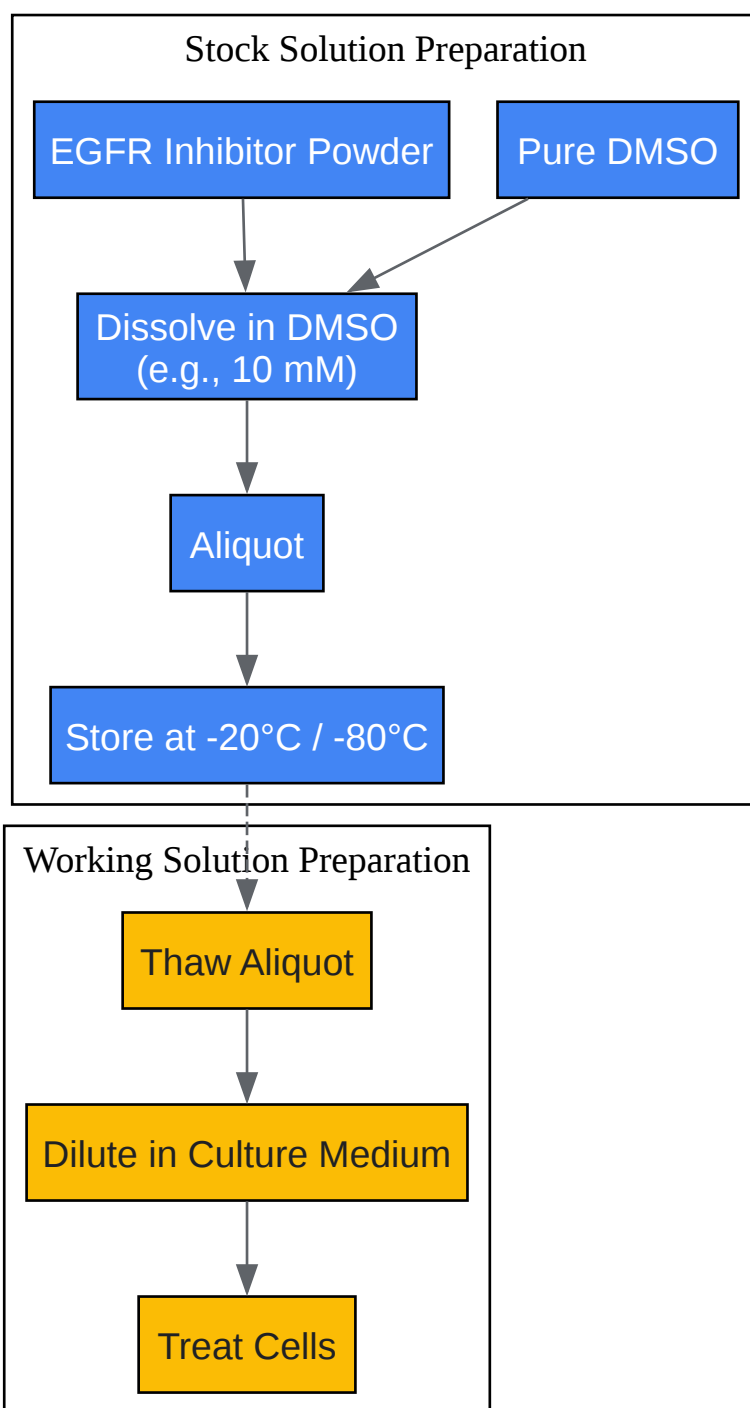 Stock Solution Preparation
EGFR Inhibitor Powder
Pure DMSO
Dissolve in DMSO
(e.g., 10 mM)
Aliquot
Store at -20°C / -80°C
Working Solution Preparation
Thaw Aliquot
Dilute in Culture Medium
Treat Cells